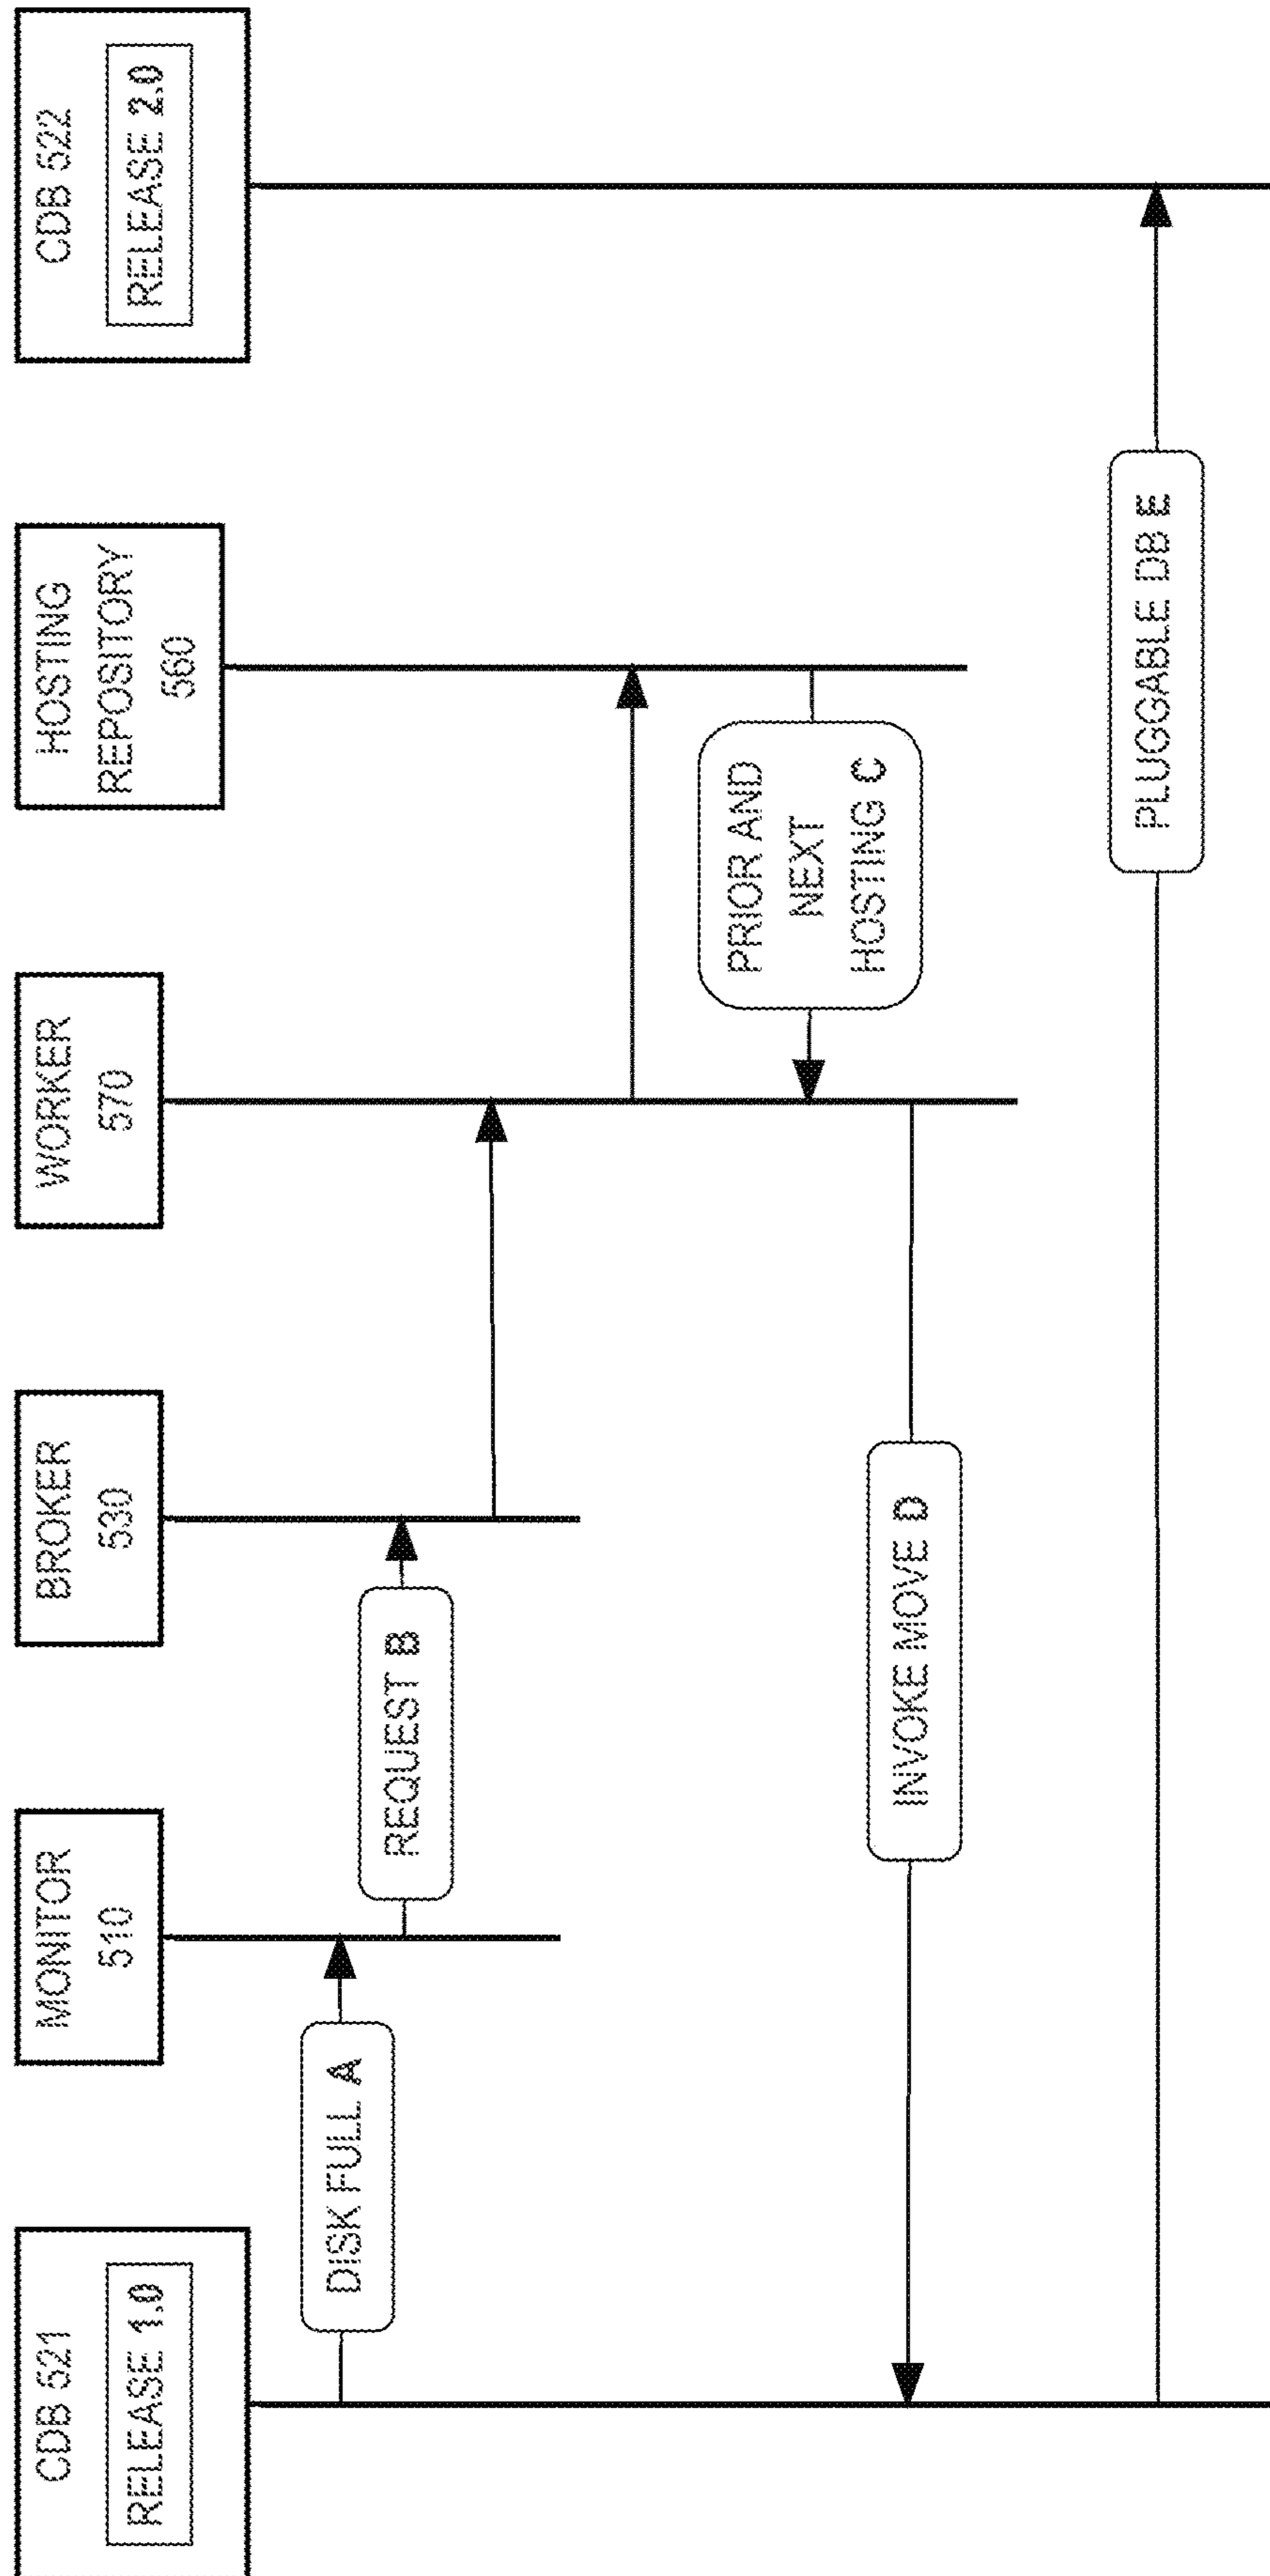 CDB 521
RELEASE 1.0
MONITOR
510
BROKER
530
WORKER
570
HOSTING
REPOSITORY
560
CDB 522
RELEASE 2.0
DISK FULL A
REQUEST B
PRIOR AND
NEXT
HOSTING C
INVOKE MOVE D
PLUGGABLE DB E